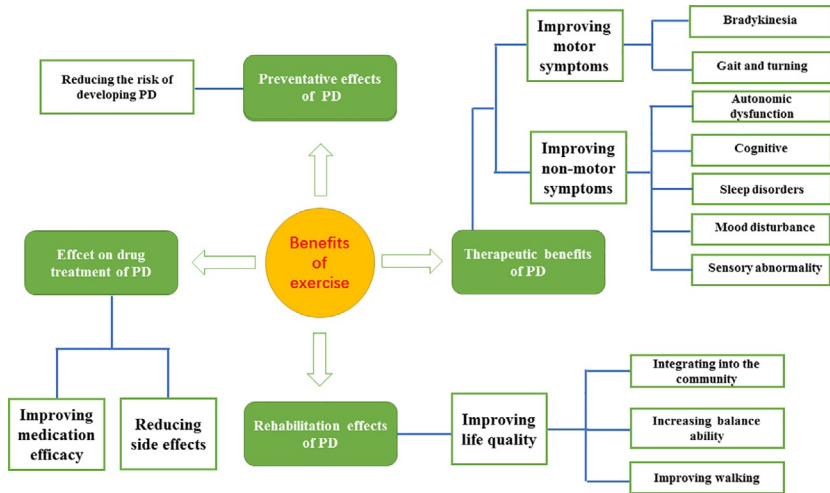 Reducing the risk of
developing PD
Preventative effects
of PD
Improving
motor
symptoms
Bradykinesia
Gait and turning
Improving
non-motor
symptoms
Autonomic
dysfunction
Cognitive
Sleep disorders
Mood disturbance
Sensory abnormality
Effcet on drug
treatment of PD
Benefits
of
exercise
Therapeutic benefits
of PD
Improving
medication
efficacy
Reducing
side effects
Rehabilitation effects
of PD
Improving
life quality
Integrating into the
community
Increasing balance
ability
Improving walking